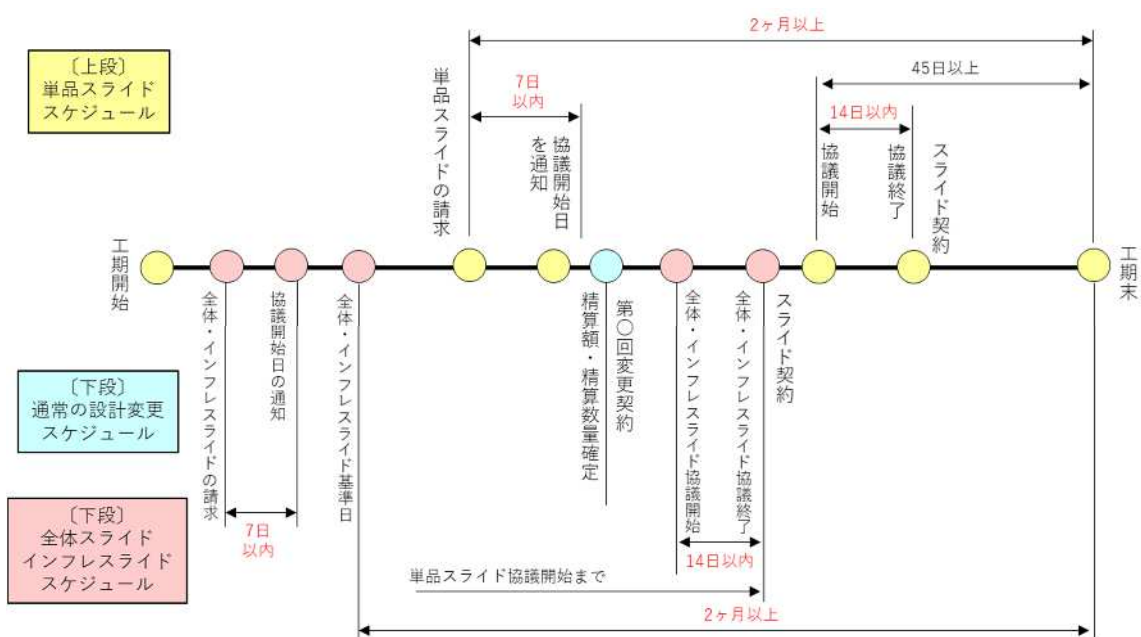 2ヶ月以上
〔上段〕
単品スライド
スケジュール
単品スライドの請求
7日
以内
協議開始日
を通知
45日以上
14日以内
協議開始
協議終了
スライド契約
工期開始
工期末
全体・インフレスライドの請求
協議開始日の通知
全体・インフレスライド基準日
第〇回変更契約
精算額・精算数量確定
全体・インフレスライド協議開始
全体・インフレスライド協議終了
スライド契約
〔下段〕
通常の設計変更
スケジュール
〔下段〕
全体スライド
インフレスライド
スケジュール
7日
以内
14日以内
単品スライド協議開始まで
2ヶ月以上